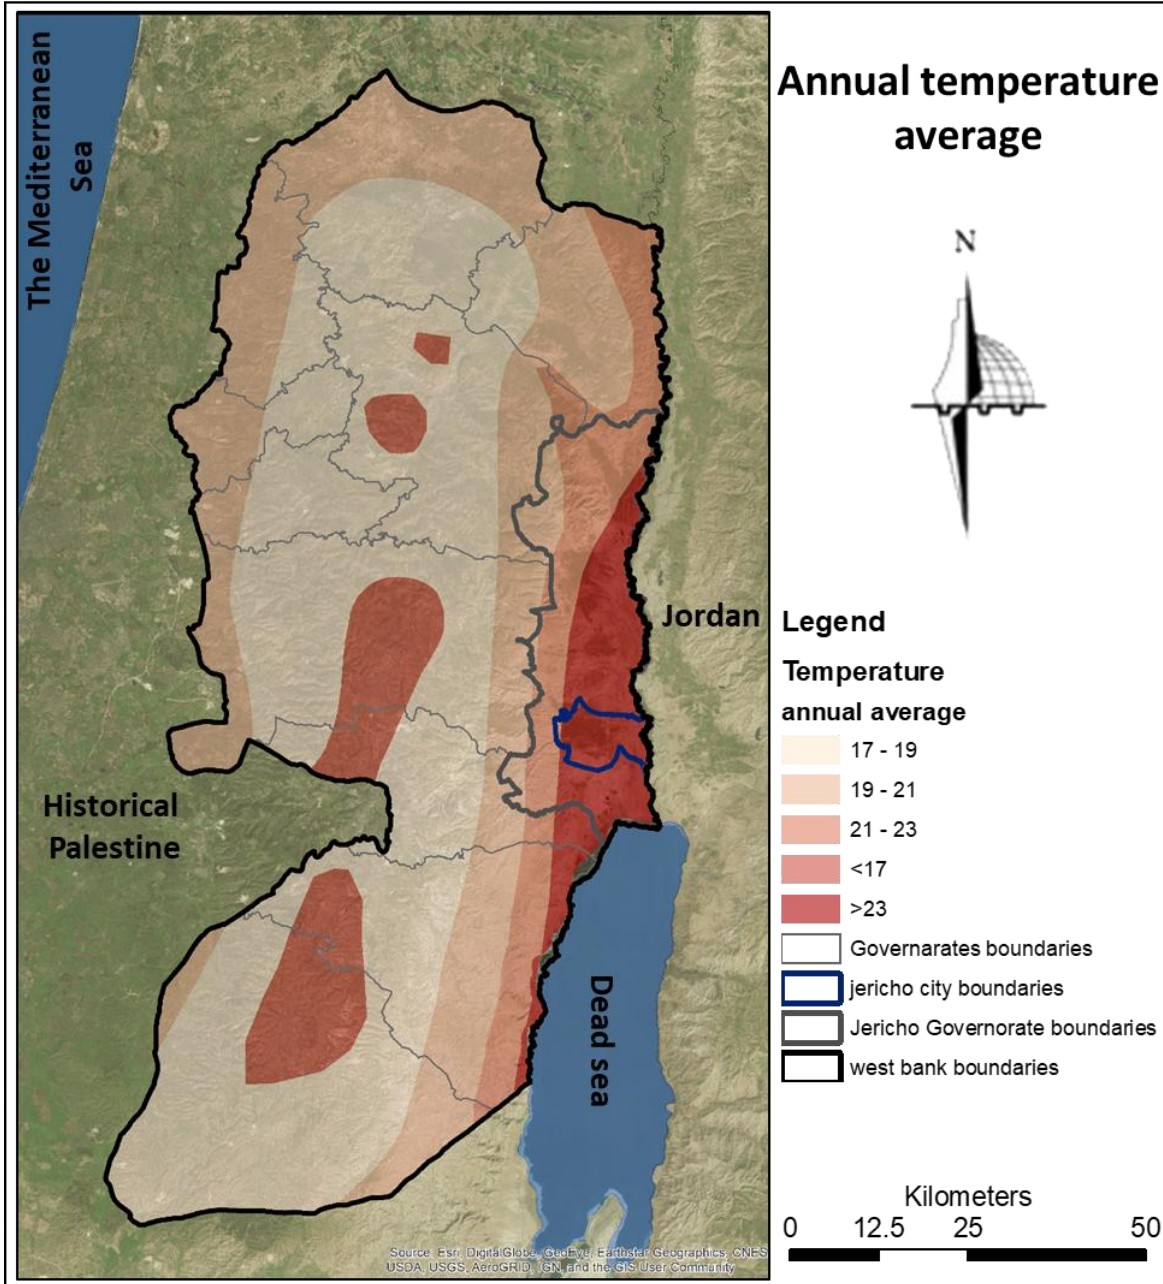 Annual temperature
average
The Mediterranean
Sea
N
Jordan
Historical
Palestine
Dead sea
Legend
Temperature
annual average
17 - 19
19 - 21
21 - 23
<17
>23
Governarates boundaries
jericho city boundaries
Jericho Governorate boundaries
west bank boundaries
Kilometers
0 12.5 25 50
Source: Esri, DigitalGlobe, GeoEye, Earthstar Geographics, CNES
USDA, USGS, AeroGRID, IGN, and the GIS User Community